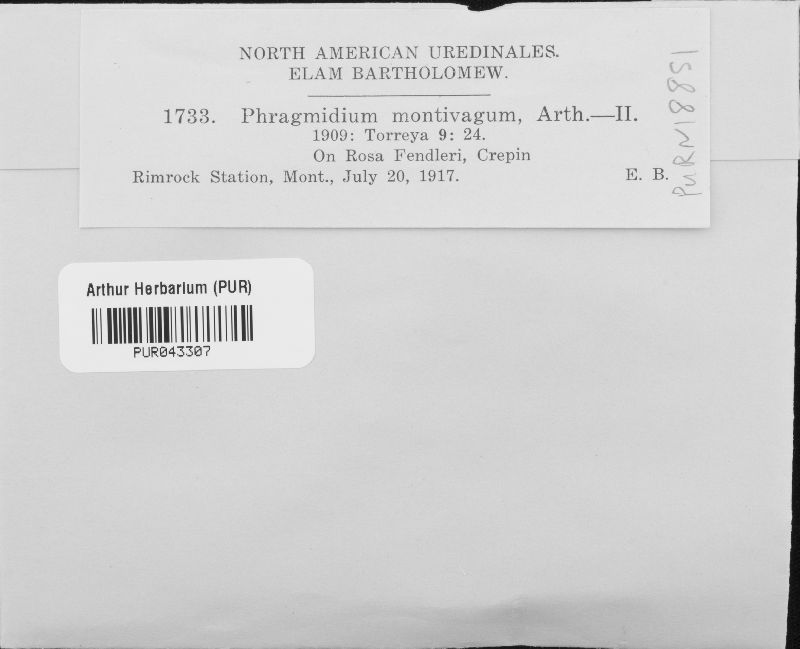 NORTH AMERICAN UREDINALES.
ELAM BARTHOLOMEW.
1733. Phragmidium montivagum, Arth.—II.
1909: Torreya 9: 24.
On Rosa Fendleri, Crepin
Rimrock Station, Mont., July 20, 1917. E. B.
PURN18851
Arthur Herbarium (PUR)
PUR043307